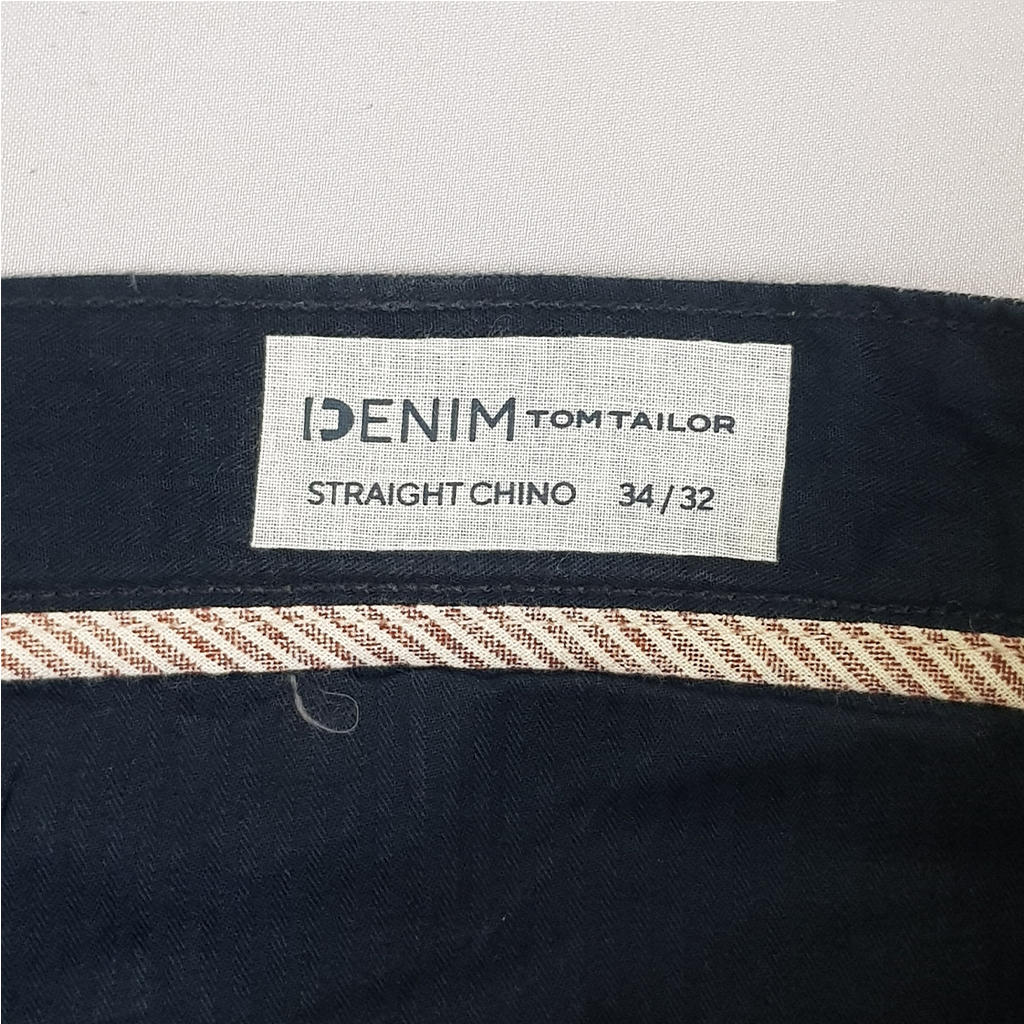 DENIM TOM TAILOR
STRAIGHT CHINO 34/32